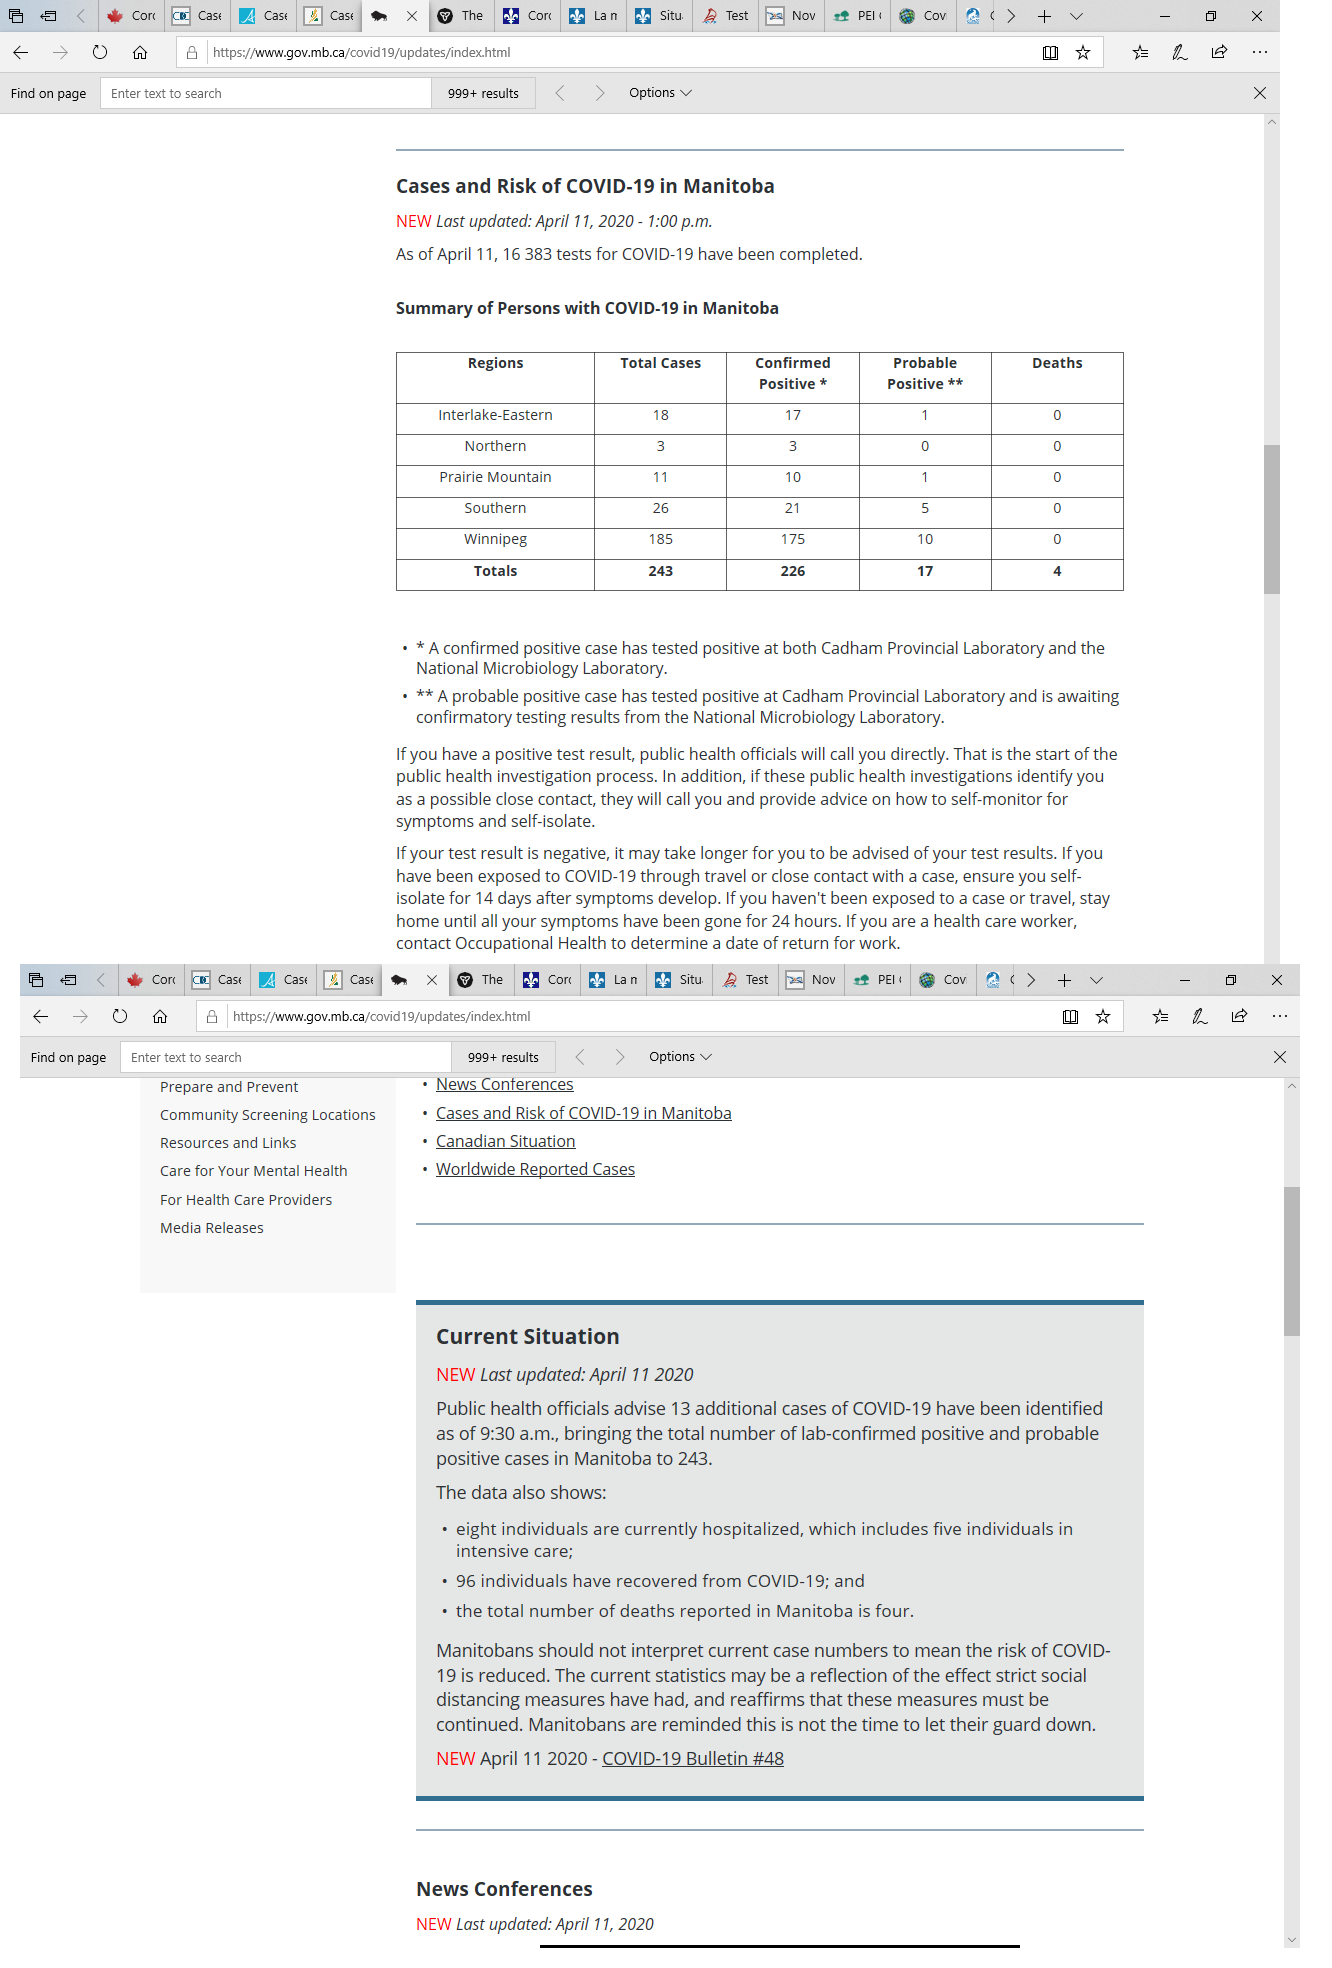 Corc Case Case Case The Corc La n Situ Test Nov PEI ( Cov
https://www.gov.mb.ca/covid19/updates/index.html
Find on page Enter text to search 999+ results Options
Cases and Risk of COVID-19 in Manitoba
NEW Last updated: April 11, 2020 - 1:00 p.m.
As of April 11, 16 383 tests for COVID-19 have been completed.
Summary of Persons with COVID-19 in Manitoba
Regions Total Cases Confirmed Positive * Probable Positive ** Deaths
Interlake-Eastern 18 17 1 0
Northern 3 3 0 0
Prairie Mountain 11 10 1 0
Southern 26 21 5 0
Winnipeg 185 175 10 0
Totals 243 226 17 4
• * A confirmed positive case has tested positive at both Cadham Provincial Laboratory and the
National Microbiology Laboratory.
• ** A probable positive case has tested positive at Cadham Provincial Laboratory and is awaiting
confirmatory testing results from the National Microbiology Laboratory.
If you have a positive test result, public health officials will call you directly. That is the start of the
public health investigation process. In addition, if these public health investigations identify you
as a possible close contact, they will call you and provide advice on how to self-monitor for
symptoms and self-isolate.
If your test result is negative, it may take longer for you to be advised of your test results. If you
have been exposed to COVID-19 through travel or close contact with a case, ensure you self-
isolate for 14 days after symptoms develop. If you haven't been exposed to a case or travel, stay
home until all your symptoms have been gone for 24 hours. If you are a health care worker,
contact Occupational Health to determine a date of return for work.
Corc Case Case Case The Corc La n Situ Test Nov PEI ( Cov
https://www.gov.mb.ca/covid19/updates/index.html
Find on page Enter text to search 999+ results Options
Prepare and Prevent
Community Screening Locations
Resources and Links
Care for Your Mental Health
For Health Care Providers
Media Releases
• News Conferences
• Cases and Risk of COVID-19 in Manitoba
• Canadian Situation
• Worldwide Reported Cases
Current Situation
NEW Last updated: April 11 2020
Public health officials advise 13 additional cases of COVID-19 have been identified
as of 9:30 a.m., bringing the total number of lab-confirmed positive and probable
positive cases in Manitoba to 243.
The data also shows:
• eight individuals are currently hospitalized, which includes five individuals in
intensive care;
• 96 individuals have recovered from COVID-19; and
• the total number of deaths reported in Manitoba is four.
Manitobans should not interpret current case numbers to mean the risk of COVID-
19 is reduced. The current statistics may be a reflection of the effect strict social
distancing measures have had, and reaffirms that these measures must be
continued. Manitobans are reminded this is not the time to let their guard down.
NEW April 11 2020 - COVID-19 Bulletin #48
News Conferences
NEW Last updated: April 11, 2020